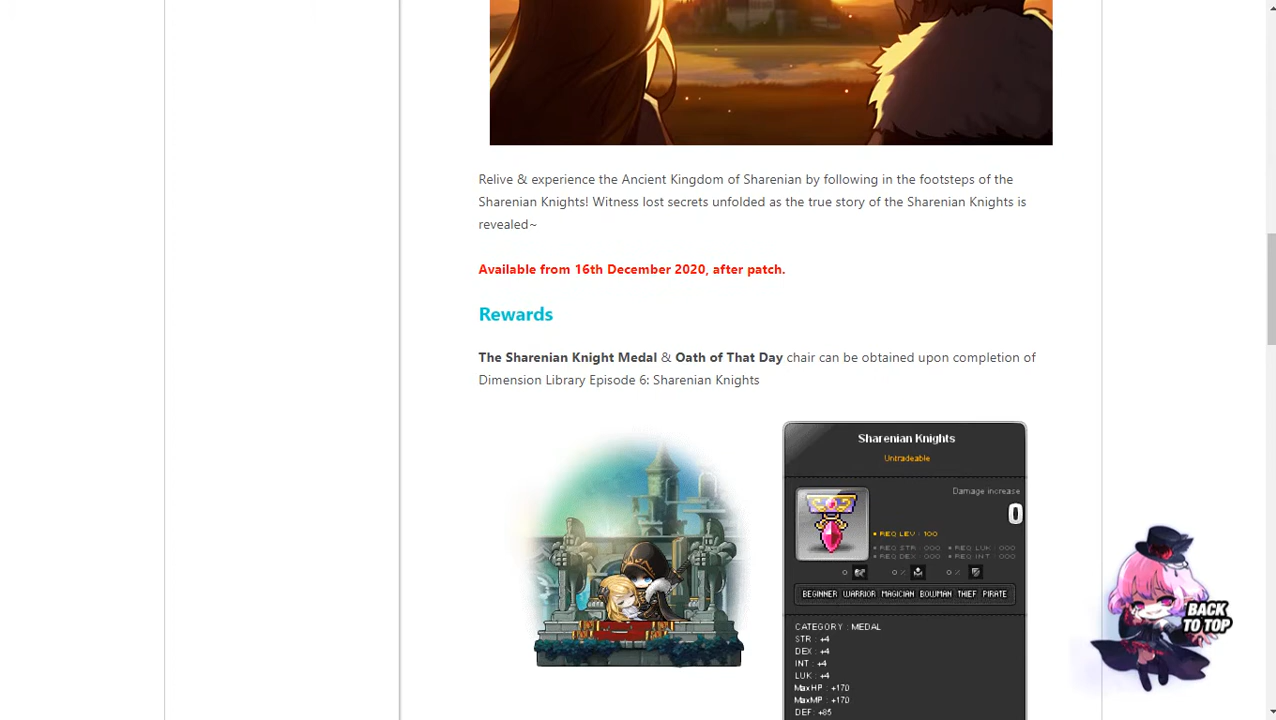 Relive & experience the Ancient Kingdom of Sharenian by following in the footsteps of the
Sharenian Knights! Witness lost secrets unfolded as the true story of the Sharenian Knights is
revealed~
Available from 16th December 2020, after patch.
Rewards
The Sharenian Knight Medal & Oath of That Day chair can be obtained upon completion of
Dimension Library Episode 6: Sharenian Knights
Sharenian Knights
Untradeable
Damage increase
0
• REQ LEV : 100
• REQ STR : 000 • REQ LUK : 000
• REQ DEX : 000 • REQ INT : 000
0 0 % 0 %
BEGINNER WARRIOR MAGICIAN BOWMAN THIEF PIRATE
CATEGORY : MEDAL
STR : +4
DEX : +4
INT : +4
LUK : +4
MaxHP : +170
MaxMP : +170
DEF: +85
BACK
TO TOP